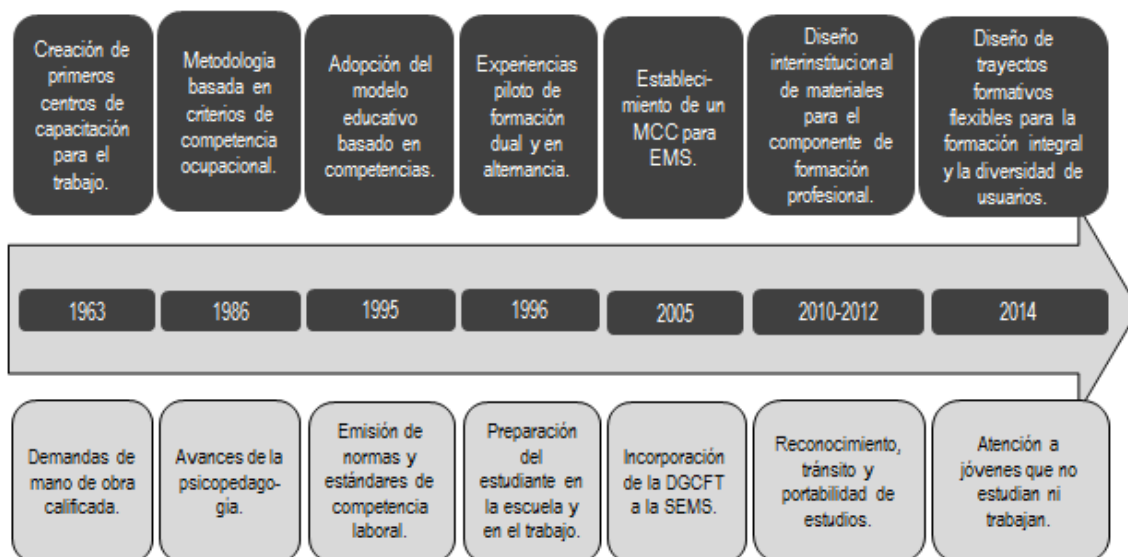 Creación de
primeros
centros de
capacitación
para el
trabajo.
Metodología
basada en
criterios de
competencia
ocupacional.
Adopción del
modelo
educativo
basado en
competencias.
Experiencias
piloto de
formación
dual y en
alternancia.
Estableci-
miento de un
MCC para
EMS.
Diseño
interinstitucional
de materiales
para el
componente de
formación
profesional.
Diseño de
trayectos
formativos
flexibles para la
formación integral
y la diversidad de
usuarios.
1963
1986
1995
1996
2005
2010-2012
2014
Demandas de
mano de obra
calificada.
Avances de la
psicopedago-
gía.
Emisión de
normas y
estándares de
competencia
laboral.
Preparación
del
estudiante en
la escuela y
en el trabajo.
Incorporación
de la DGCFT
a la SEMS.
Reconocimiento,
tránsito y
portabilidad de
estudios.
Atención a
jóvenes que no
estudian ni
trabajan.